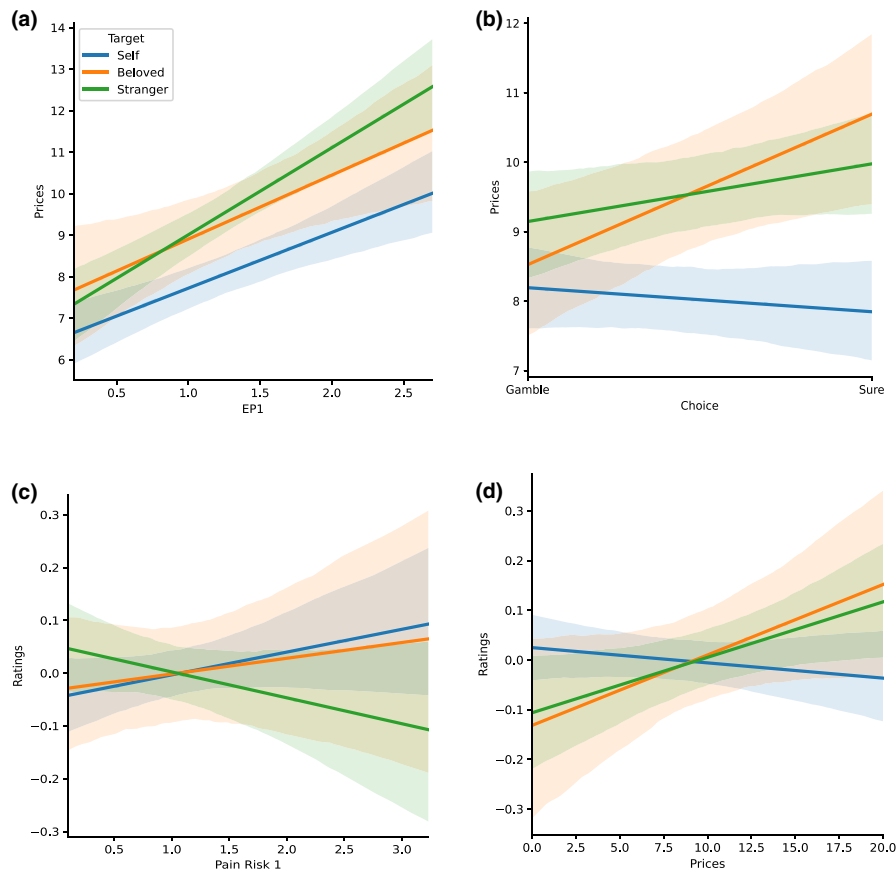 (a)
Target
Self
Beloved
Stranger
14
13
12
11
10
9
8
7
6
Prices
0.5 1.0 1.5 2.0 2.5
EP1
(b)
12
11
10
9
8
7
Prices
Gamble Sure
Choice
(c)
0.3
0.2
0.1
0.0
−0.1
−0.2
−0.3
Ratings
0.5 1.0 1.5 2.0 2.5 3.0
Pain Risk 1
(d)
0.3
0.2
0.1
0.0
−0.1
−0.2
−0.3
Ratings
0.0 2.5 5.0 7.5 10.0 12.5 15.0 17.5 20.0
Prices